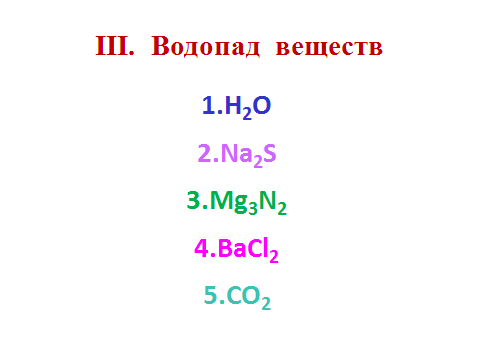 III. Водопад веществ
1.H₂O
2.Na₂S
3.Mg₃N₂
4.BaCl₂
5.CO₂